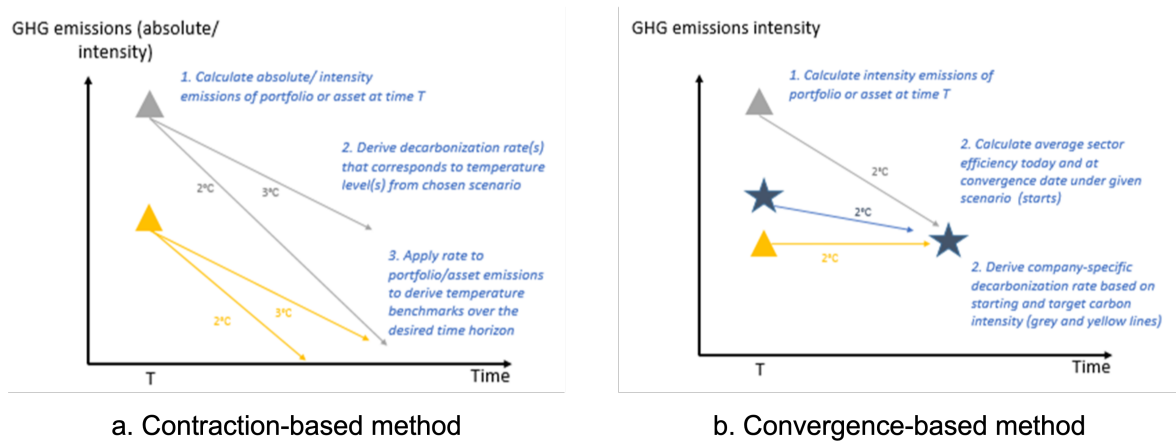 GHG emissions (absolute/
intensity)
1. Calculate absolute/ intensity
emissions of portfolio or asset at time T
2. Derive decarbonization rate(s)
that corresponds to temperature
level(s) from chosen scenario
2°C
3°C
3. Apply rate to
portfolio/asset emissions
to derive temperature
benchmarks over the
desired time horizon
2°C
3°C
T
Time
a. Contraction-based method
GHG emissions intensity
1. Calculate intensity emissions of
portfolio or asset at time T
2. Calculate average sector
efficiency today and at
convergence date under given
scenario (starts)
2°C
2°C
2°C
2. Derive company-specific
decarbonization rate based on
starting and target carbon
intensity (grey and yellow lines)
T
Time
b. Convergence-based method